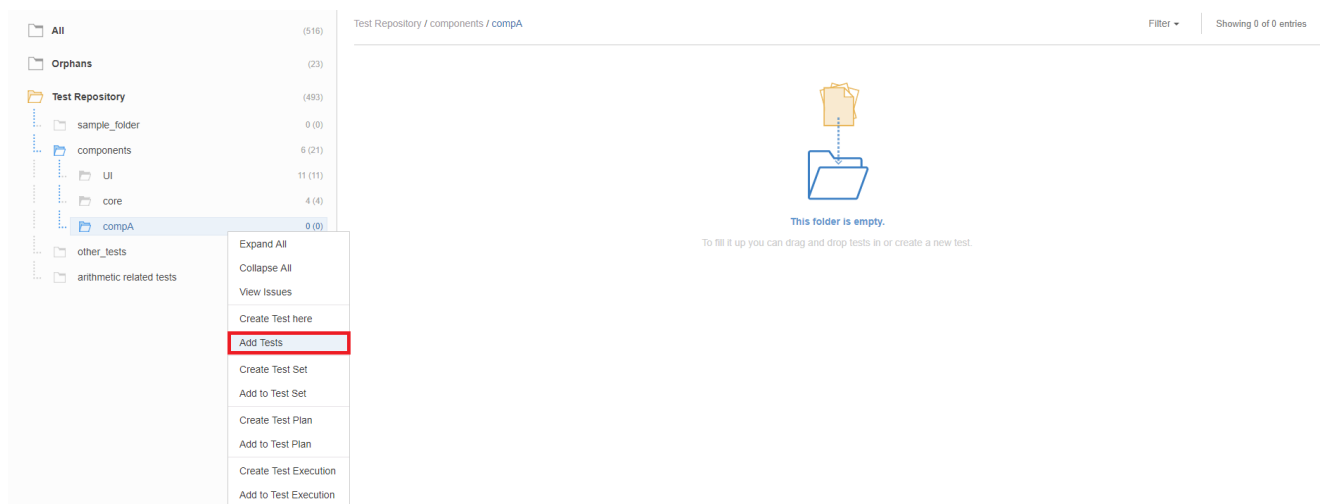 All (516)
Test Repository / components / compA
Filter
Showing 0 of 0 entries
Orphans (23)
Test Repository (493)
sample_folder 0 (0)
components 6 (21)
UI 11 (11)
core 4 (4)
compA 0 (0)
other_tests
arithmetic related tests
Expand All
Collapse All
View Issues
Create Test here
Add Tests
Create Test Set
Add to Test Set
Create Test Plan
Add to Test Plan
Create Test Execution
Add to Test Execution
This folder is empty.
To fill it up you can drag and drop tests in or create a new test.